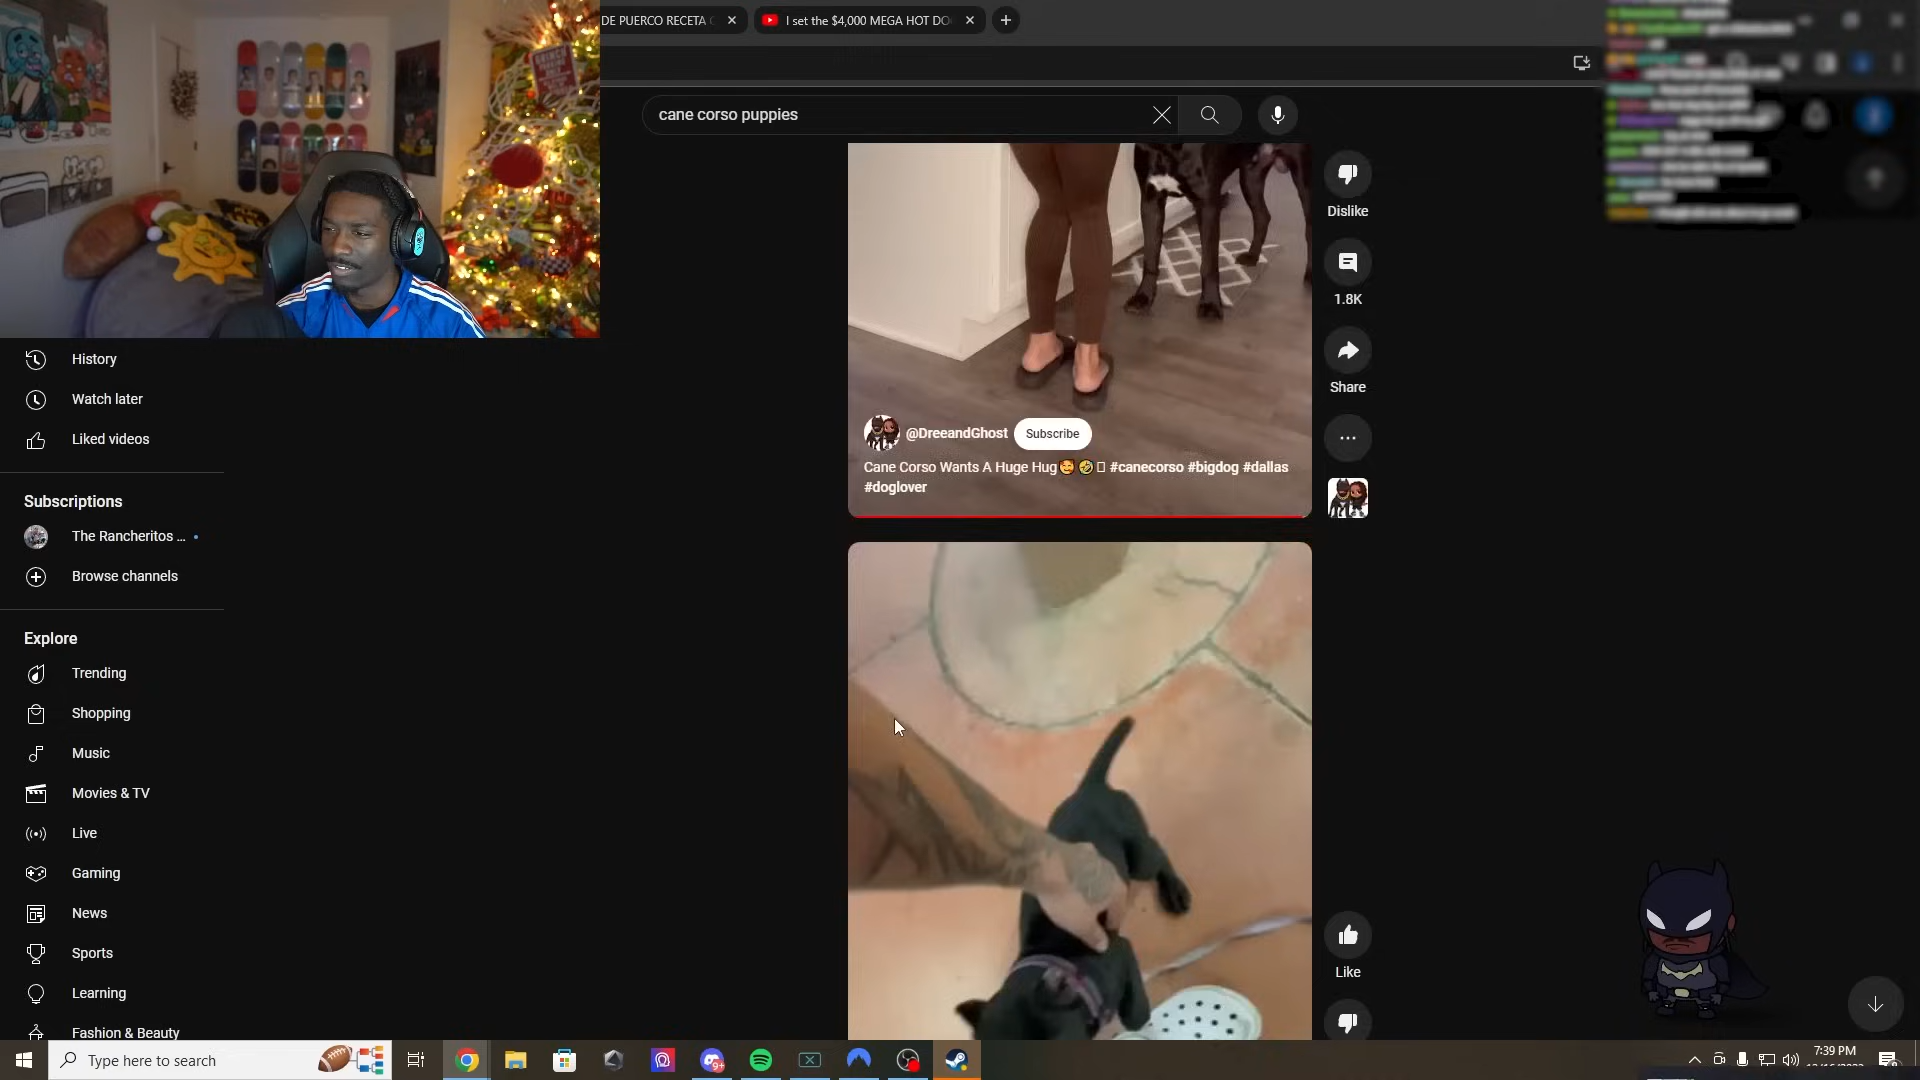 DE PUERCO RECETA
I set the $4,000 MEGA HOT DO
cane corso puppies
Dislike
1.8K
Share
@DreeandGhost
Subscribe
Cane Corso Wants A Huge Hug🥰🤣▯ #canecorso #bigdog #dallas
#doglover
Like
History
Watch later
Liked videos
Subscriptions
The Rancheritos ...
Browse channels
Explore
Trending
Shopping
Music
Movies & TV
Live
Gaming
News
Sports
Learning
Fashion & Beauty
Type here to search
9+
7:39 PM